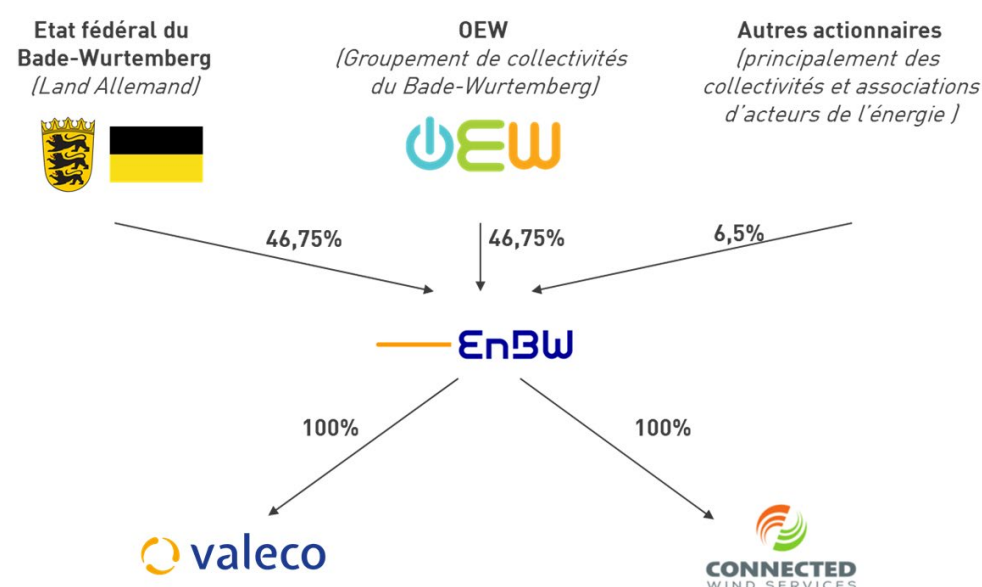 Etat fédéral du
Bade-Wurtemberg
(Land Allemand)
OEW
(Groupement de collectivités
du Bade-Wurtemberg)
OEW
Autres actionnaires
(principalement des
collectivités et associations
d'acteurs de l'énergie )
46,75%
46,75%
6,5%
EnBW
100%
100%
valeco
CONNECTED
WIND SERVICES